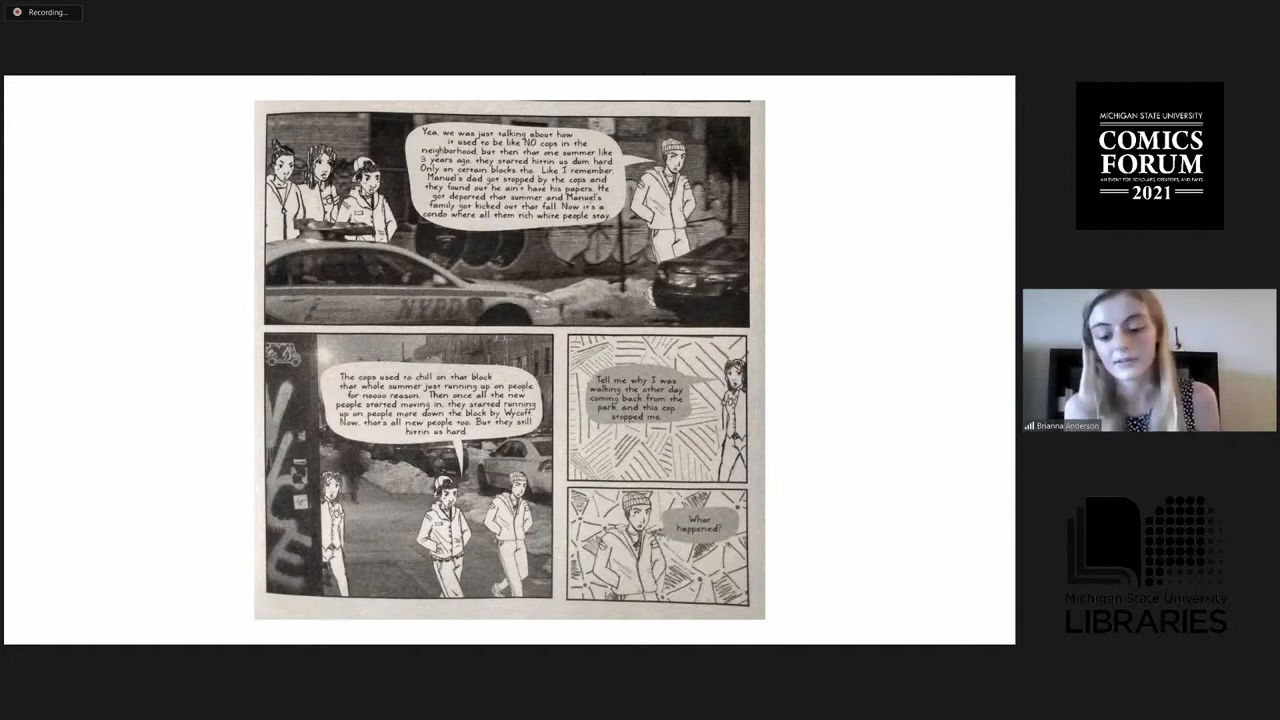 Recording...
Yea, we was just talking about how
it used to be like NO cops in the
neighborhood, but then that one summer like
3 years ago, they started hittin us dum hard.
Only on certain blocks tho. Like I remember,
Manuel's dad got stopped by the cops and
they found out he ain't have his papers. He
got deported that summer and Manuel's
family got kicked out that fall. Now it's a
condo where all them rich white people stay
NYPD
The cops used to chill on that block
that whole summer just running up on people
for noooo reason. Then once all the new
people started moving in, they started running
up on people more down the block by Wycoff.
Now, that's all new people too. But they still
hittin us hard.
Tell me why I was
walking the other day
coming back from the
park, and this cop
stopped me.
What
happened?
MICHIGAN STATE UNIVERSITY
COMICS
FORUM
AN EVENT FOR SCHOLARS, CREATORS, AND FANS
2021
Brianna Anderson
Michigan State University
LIBRARIES